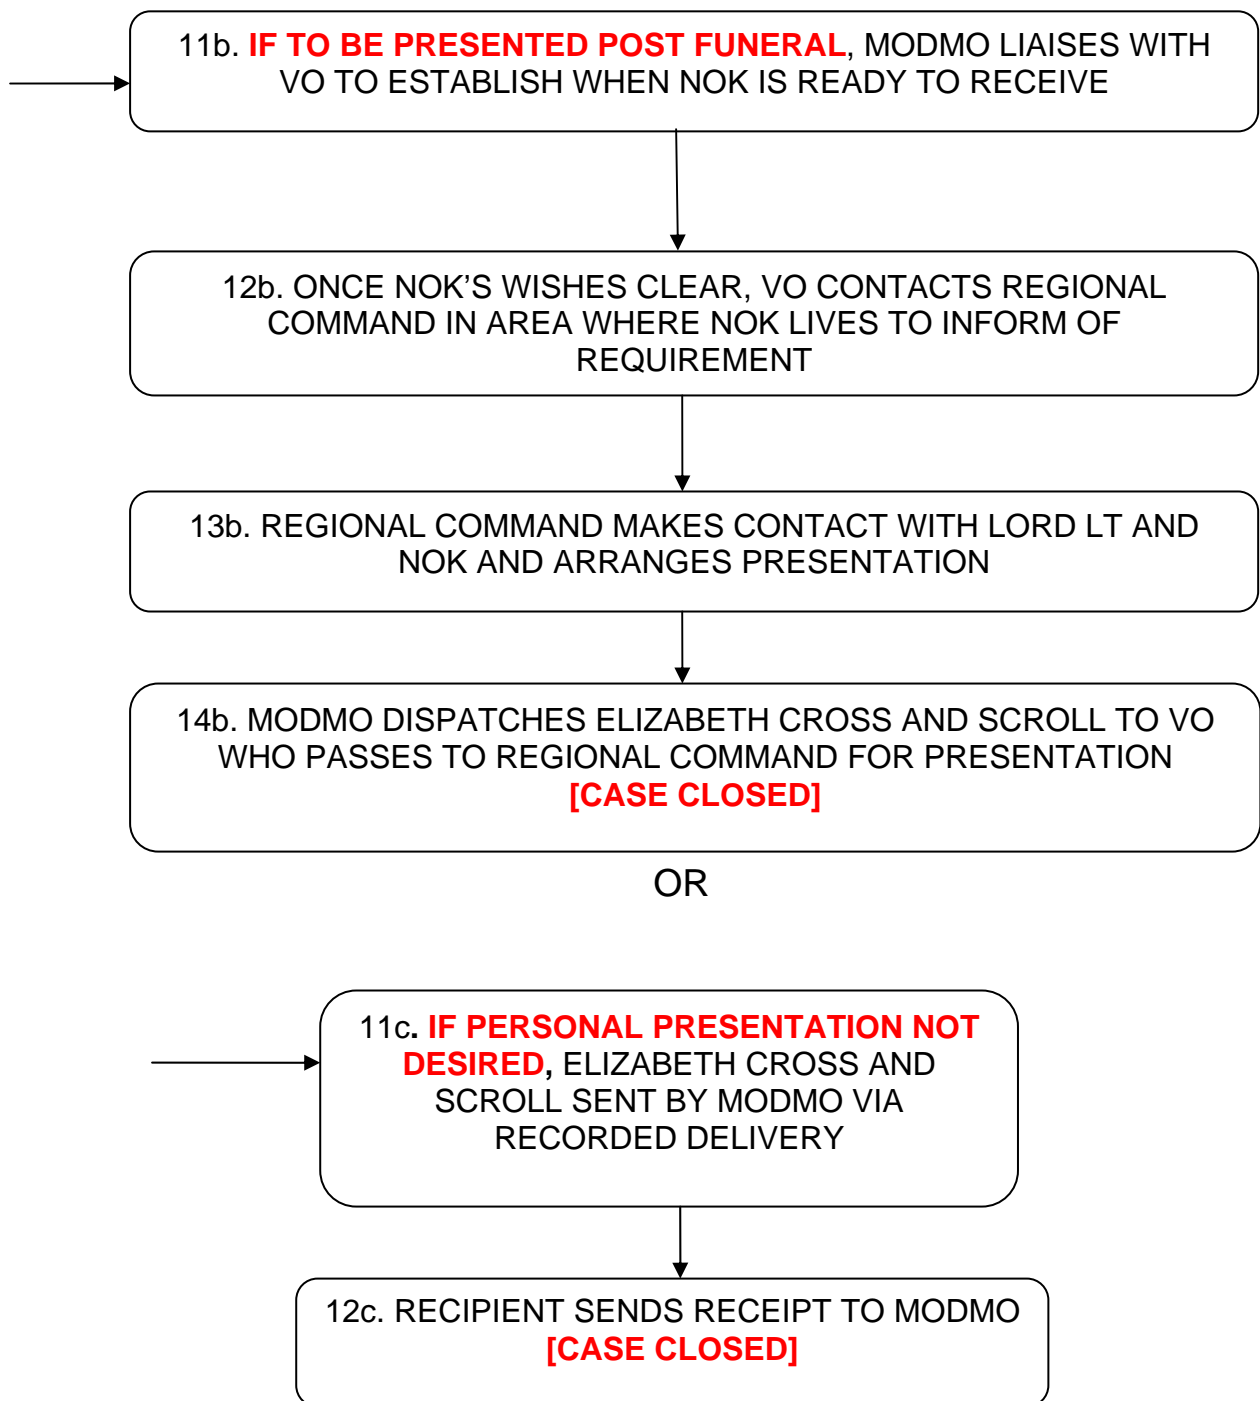 11b. IF TO BE PRESENTED POST FUNERAL, MODMO LIAISES WITH
VO TO ESTABLISH WHEN NOK IS READY TO RECEIVE
12b. ONCE NOK'S WISHES CLEAR, VO CONTACTS REGIONAL
COMMAND IN AREA WHERE NOK LIVES TO INFORM OF
REQUIREMENT
13b. REGIONAL COMMAND MAKES CONTACT WITH LORD LT AND
NOK AND ARRANGES PRESENTATION
14b. MODMO DISPATCHES ELIZABETH CROSS AND SCROLL TO VO
WHO PASSES TO REGIONAL COMMAND FOR PRESENTATION
[CASE CLOSED]
OR
11c. IF PERSONAL PRESENTATION NOT
DESIRED, ELIZABETH CROSS AND
SCROLL SENT BY MODMO VIA
RECORDED DELIVERY
12c. RECIPIENT SENDS RECEIPT TO MODMO
[CASE CLOSED]